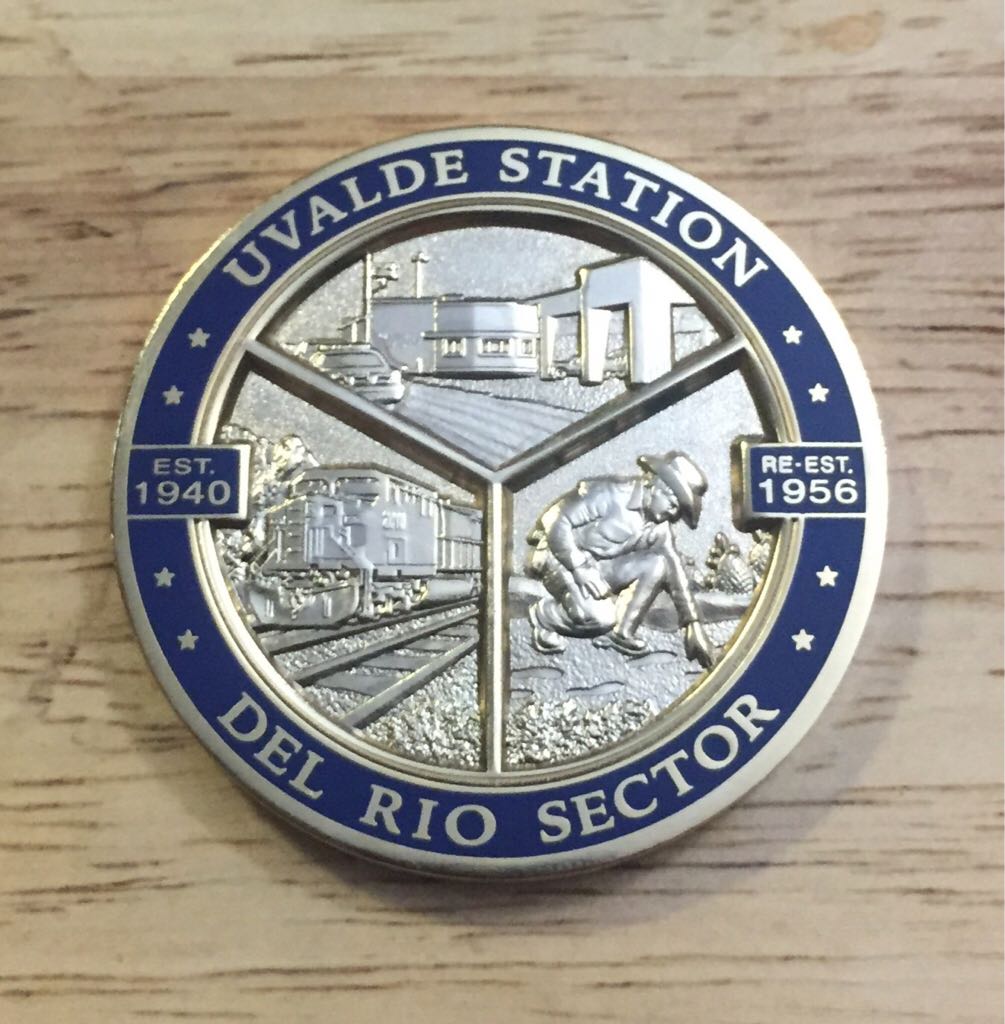 UVALDE STATION
EST.
1940
RE-EST.
1956
DEL RIO SECTOR